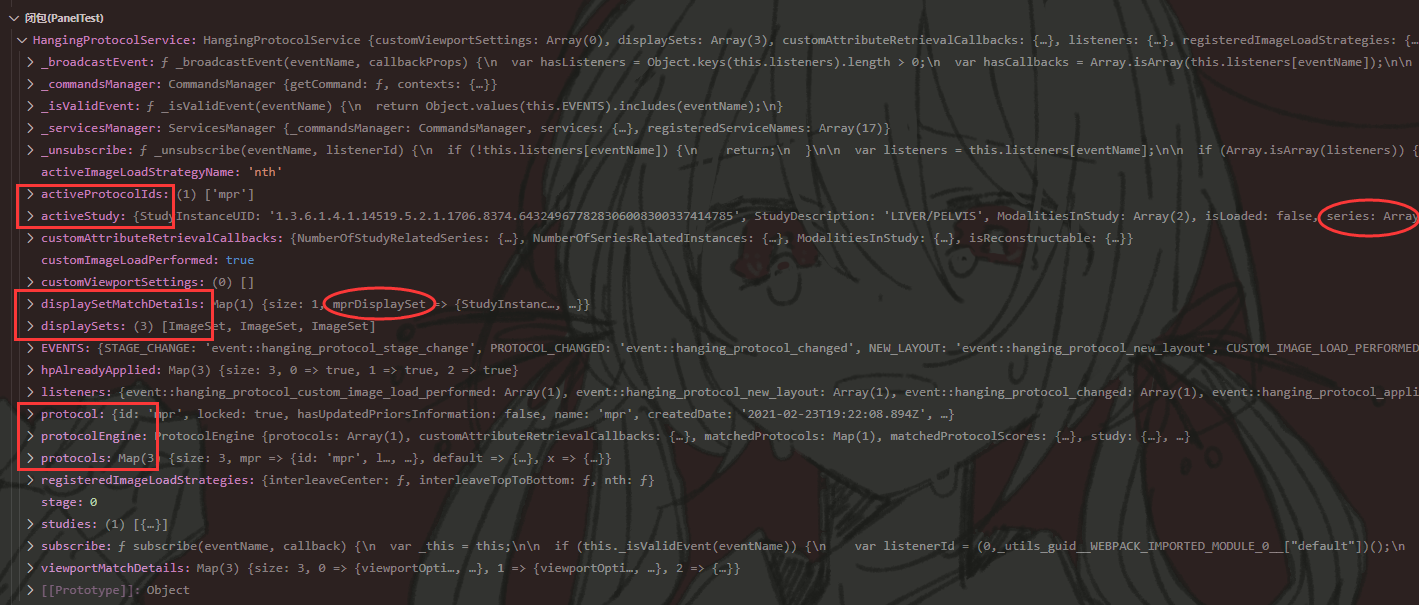 闭包(PanelTest)
HangingProtocolService: HangingProtocolService {customViewportSettings: Array(0), displaySets: Array(3), customAttributeRetrievalCallbacks: {…}, listeners: {…}, registeredImageLoadStrategies: {…
_broadcastEvent: ƒ _broadcastEvent(eventName, callbackProps) {\n  var hasListeners = Object.keys(this.listeners).length > 0;\n  var hasCallbacks = Array.isArray(this.listeners[eventName]);\n\n
_commandsManager: CommandsManager {getCommand: ƒ, contexts: {…}}
_isValidEvent: ƒ _isValidEvent(eventName) {\n  return Object.values(this.EVENTS).includes(eventName);\n}
_servicesManager: ServicesManager {_commandsManager: CommandsManager, services: {…}, registeredServiceNames: Array(17)}
_unsubscribe: ƒ _unsubscribe(eventName, listenerId) {\n  if (!this.listeners[eventName]) {\n    return;\n  }\n\n  var listeners = this.listeners[eventName];\n\n  if (Array.isArray(listeners)) {
activeImageLoadStrategyName: 'nth'
activeProtocolIds: (1) ['mpr']
activeStudy: {StudyInstanceUID: '1.3.6.1.4.1.14519.5.2.1.1706.8374.643249677828306008300337414785', StudyDescription: 'LIVER/PELVIS', ModalitiesInStudy: Array(2), isLoaded: false, series: Array
customAttributeRetrievalCallbacks: {NumberOfStudyRelatedSeries: {…}, NumberOfSeriesRelatedInstances: {…}, ModalitiesInStudy: {…}, isReconstructable: {…}}
customImageLoadPerformed: true
customViewportSettings: (0) []
displaySetMatchDetails: Map(1) {size: 1, mprDisplaySet => {StudyInstanc…, …}}
displaySets: (3) [ImageSet, ImageSet, ImageSet]
EVENTS: {STAGE_CHANGE: 'event::hanging_protocol_stage_change', PROTOCOL_CHANGED: 'event::hanging_protocol_changed', NEW_LAYOUT: 'event::hanging_protocol_new_layout', CUSTOM_IMAGE_LOAD_PERFORMED
hpAlreadyApplied: Map(3) {size: 3, 0 => true, 1 => true, 2 => true}
listeners: {event::hanging_protocol_custom_image_load_performed: Array(1), event::hanging_protocol_new_layout: Array(1), event::hanging_protocol_changed: Array(1), event::hanging_protocol_appli
protocol: {id: 'mpr', locked: true, hasUpdatedPriorsInformation: false, name: 'mpr', createdDate: '2021-02-23T19:22:08.894Z', …}
protocolEngine: ProtocolEngine {protocols: Array(1), customAttributeRetrievalCallbacks: {…}, matchedProtocols: Map(1), matchedProtocolScores: {…}, study: {…}, …}
protocols: Map(3) {size: 3, mpr => {id: 'mpr', l…, …}, default => {…}, x => {…}}
registeredImageLoadStrategies: {interleaveCenter: ƒ, interleaveTopToBottom: ƒ, nth: ƒ}
stage: 0
studies: (1) [{…}]
subscribe: ƒ subscribe(eventName, callback) {\n  var _this = this;\n\n  if (this._isValidEvent(eventName)) {\n    var listenerId = (0,_utils_guid__WEBPACK_IMPORTED_MODULE_0__["default"])();\n
viewportMatchDetails: Map(3) {size: 3, 0 => {viewportOpti…, …}, 1 => {viewportOpti…, …}, 2 => {…}}
[[Prototype]]: Object